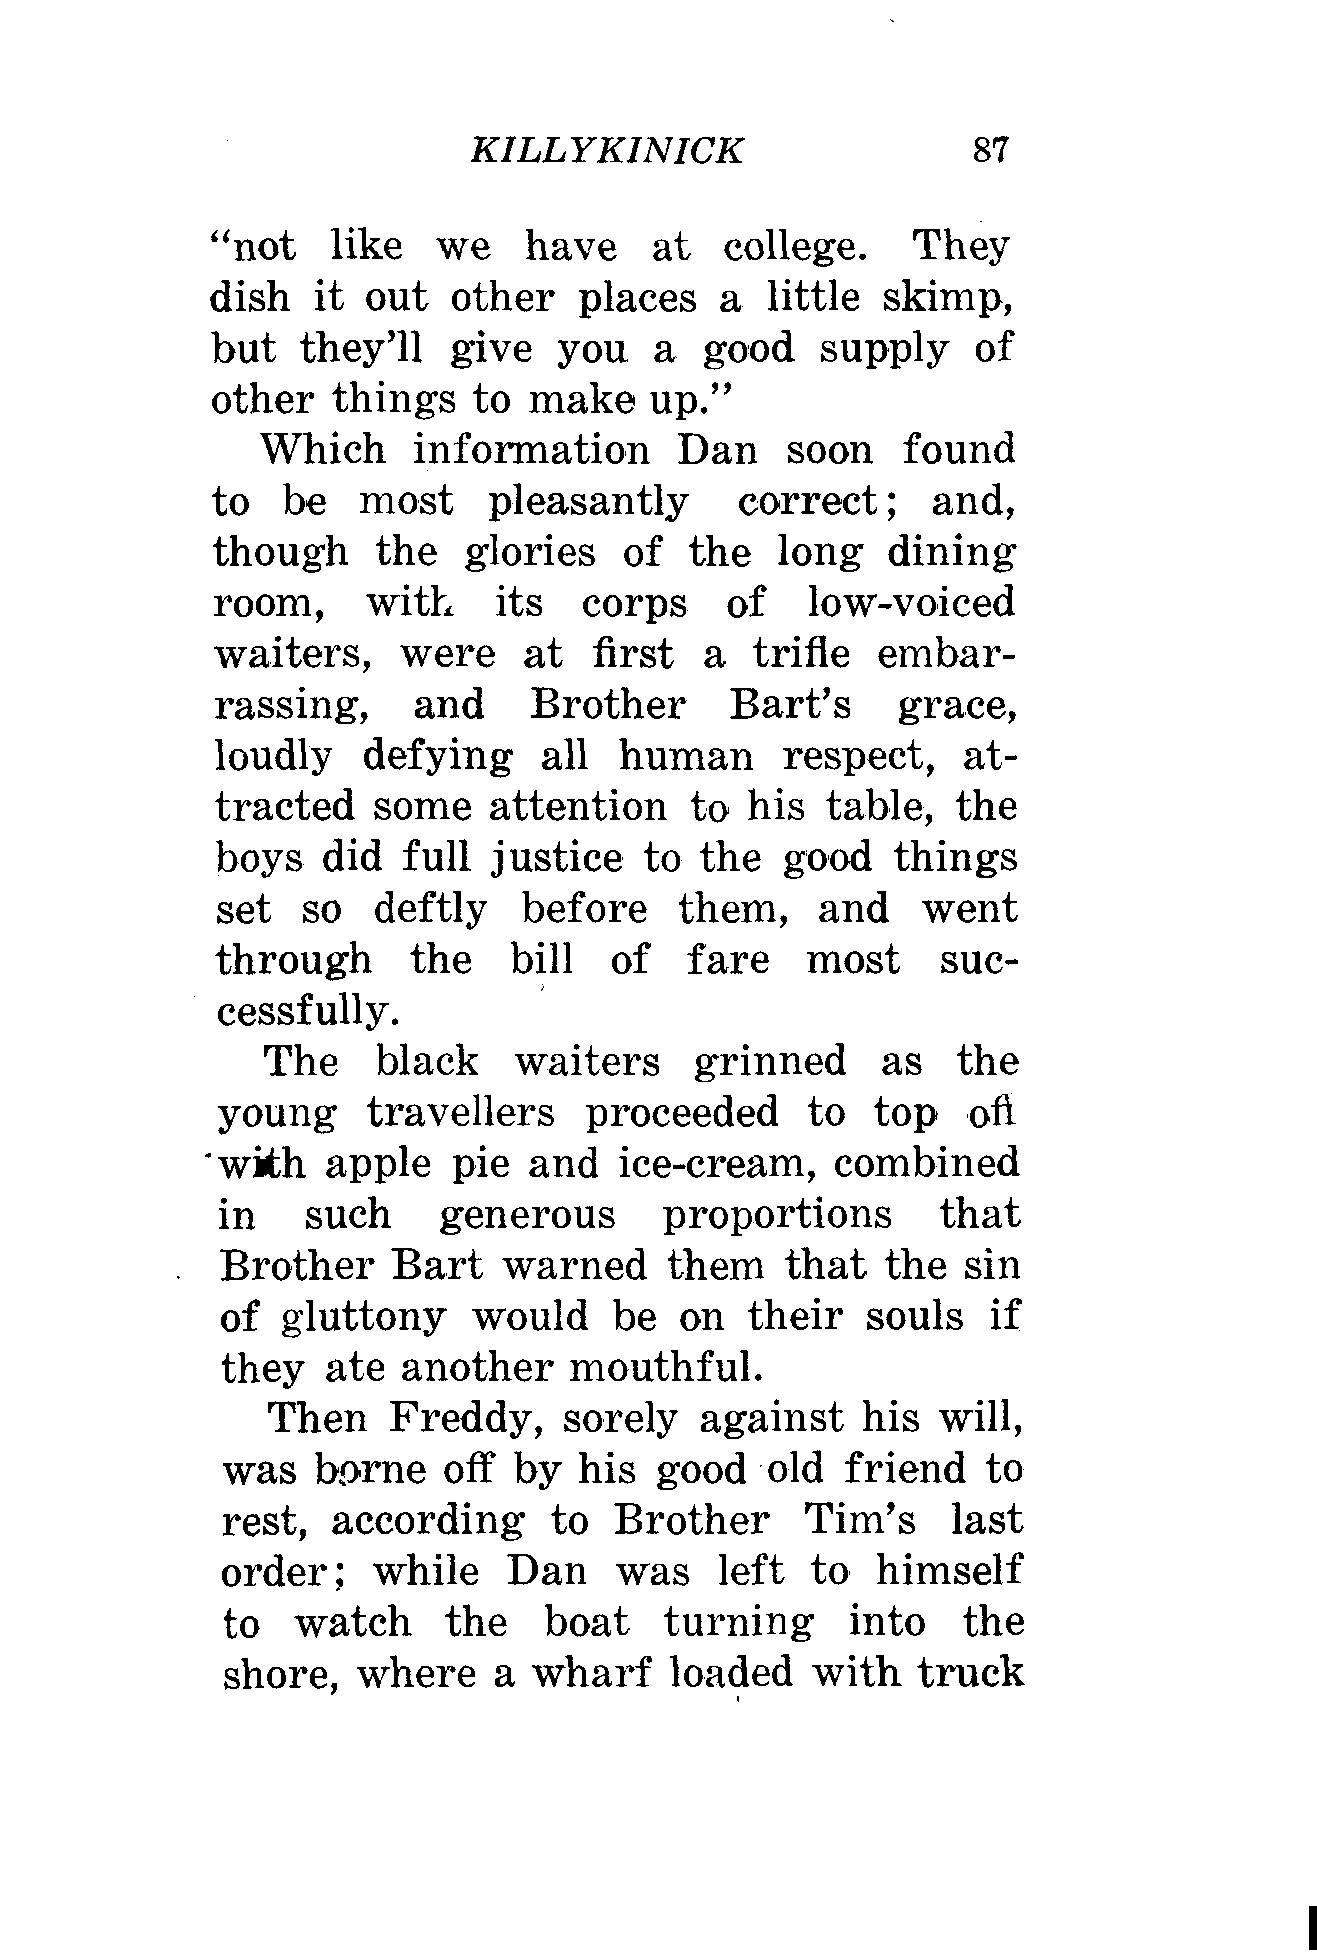 KILLYKINICK 87
“not like we have at college. They
dish it out other places a little skimp,
but they’ll give you a good supply of
other things to make up.”
Which information Dan soon found
to be most pleasantly correct; and,
though the glories of the long dining
room, with its corps of low-voiced
waiters, were at first a trifle embar-
rassing, and Brother Bart’s grace,
loudly defying all human respect, at-
tracted some attention to his table, the
boys did full justice to the good things
set so deftly before them, and went
through the bill of fare most suc-
cessfully.
The black waiters grinned as the
young travellers proceeded to top off
with apple pie and ice-cream, combined
in such generous proportions that
Brother Bart warned them that the sin
of gluttony would be on their souls if
they ate another mouthful.
Then Freddy, sorely against his will,
was borne off by his good old friend to
rest, according to Brother Tim’s last
order; while Dan was left to himself
to watch the boat turning into the
shore, where a wharf loaded with truck